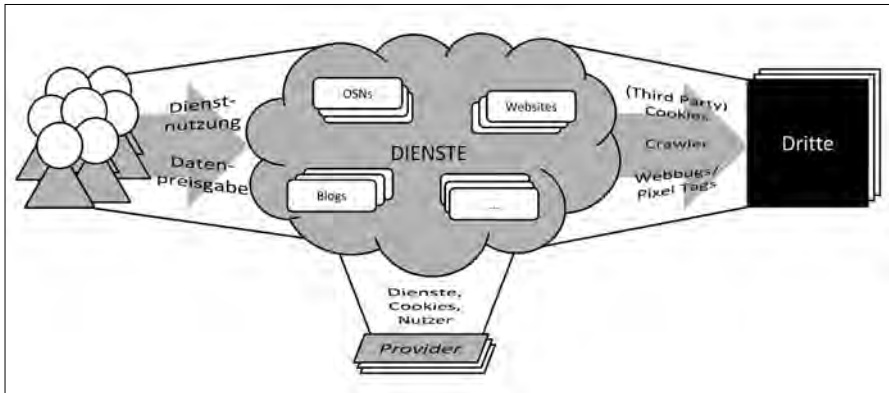 Dienst-
nutzung
Daten-
preisgabe
OSNs
Websites
DIENSTE
Blogs
...
(Third Party)
Cookies
Crawler
Webbugs/
Pixel Tags
Dritte
Dienste,
Cookies,
Nutzer
Provider